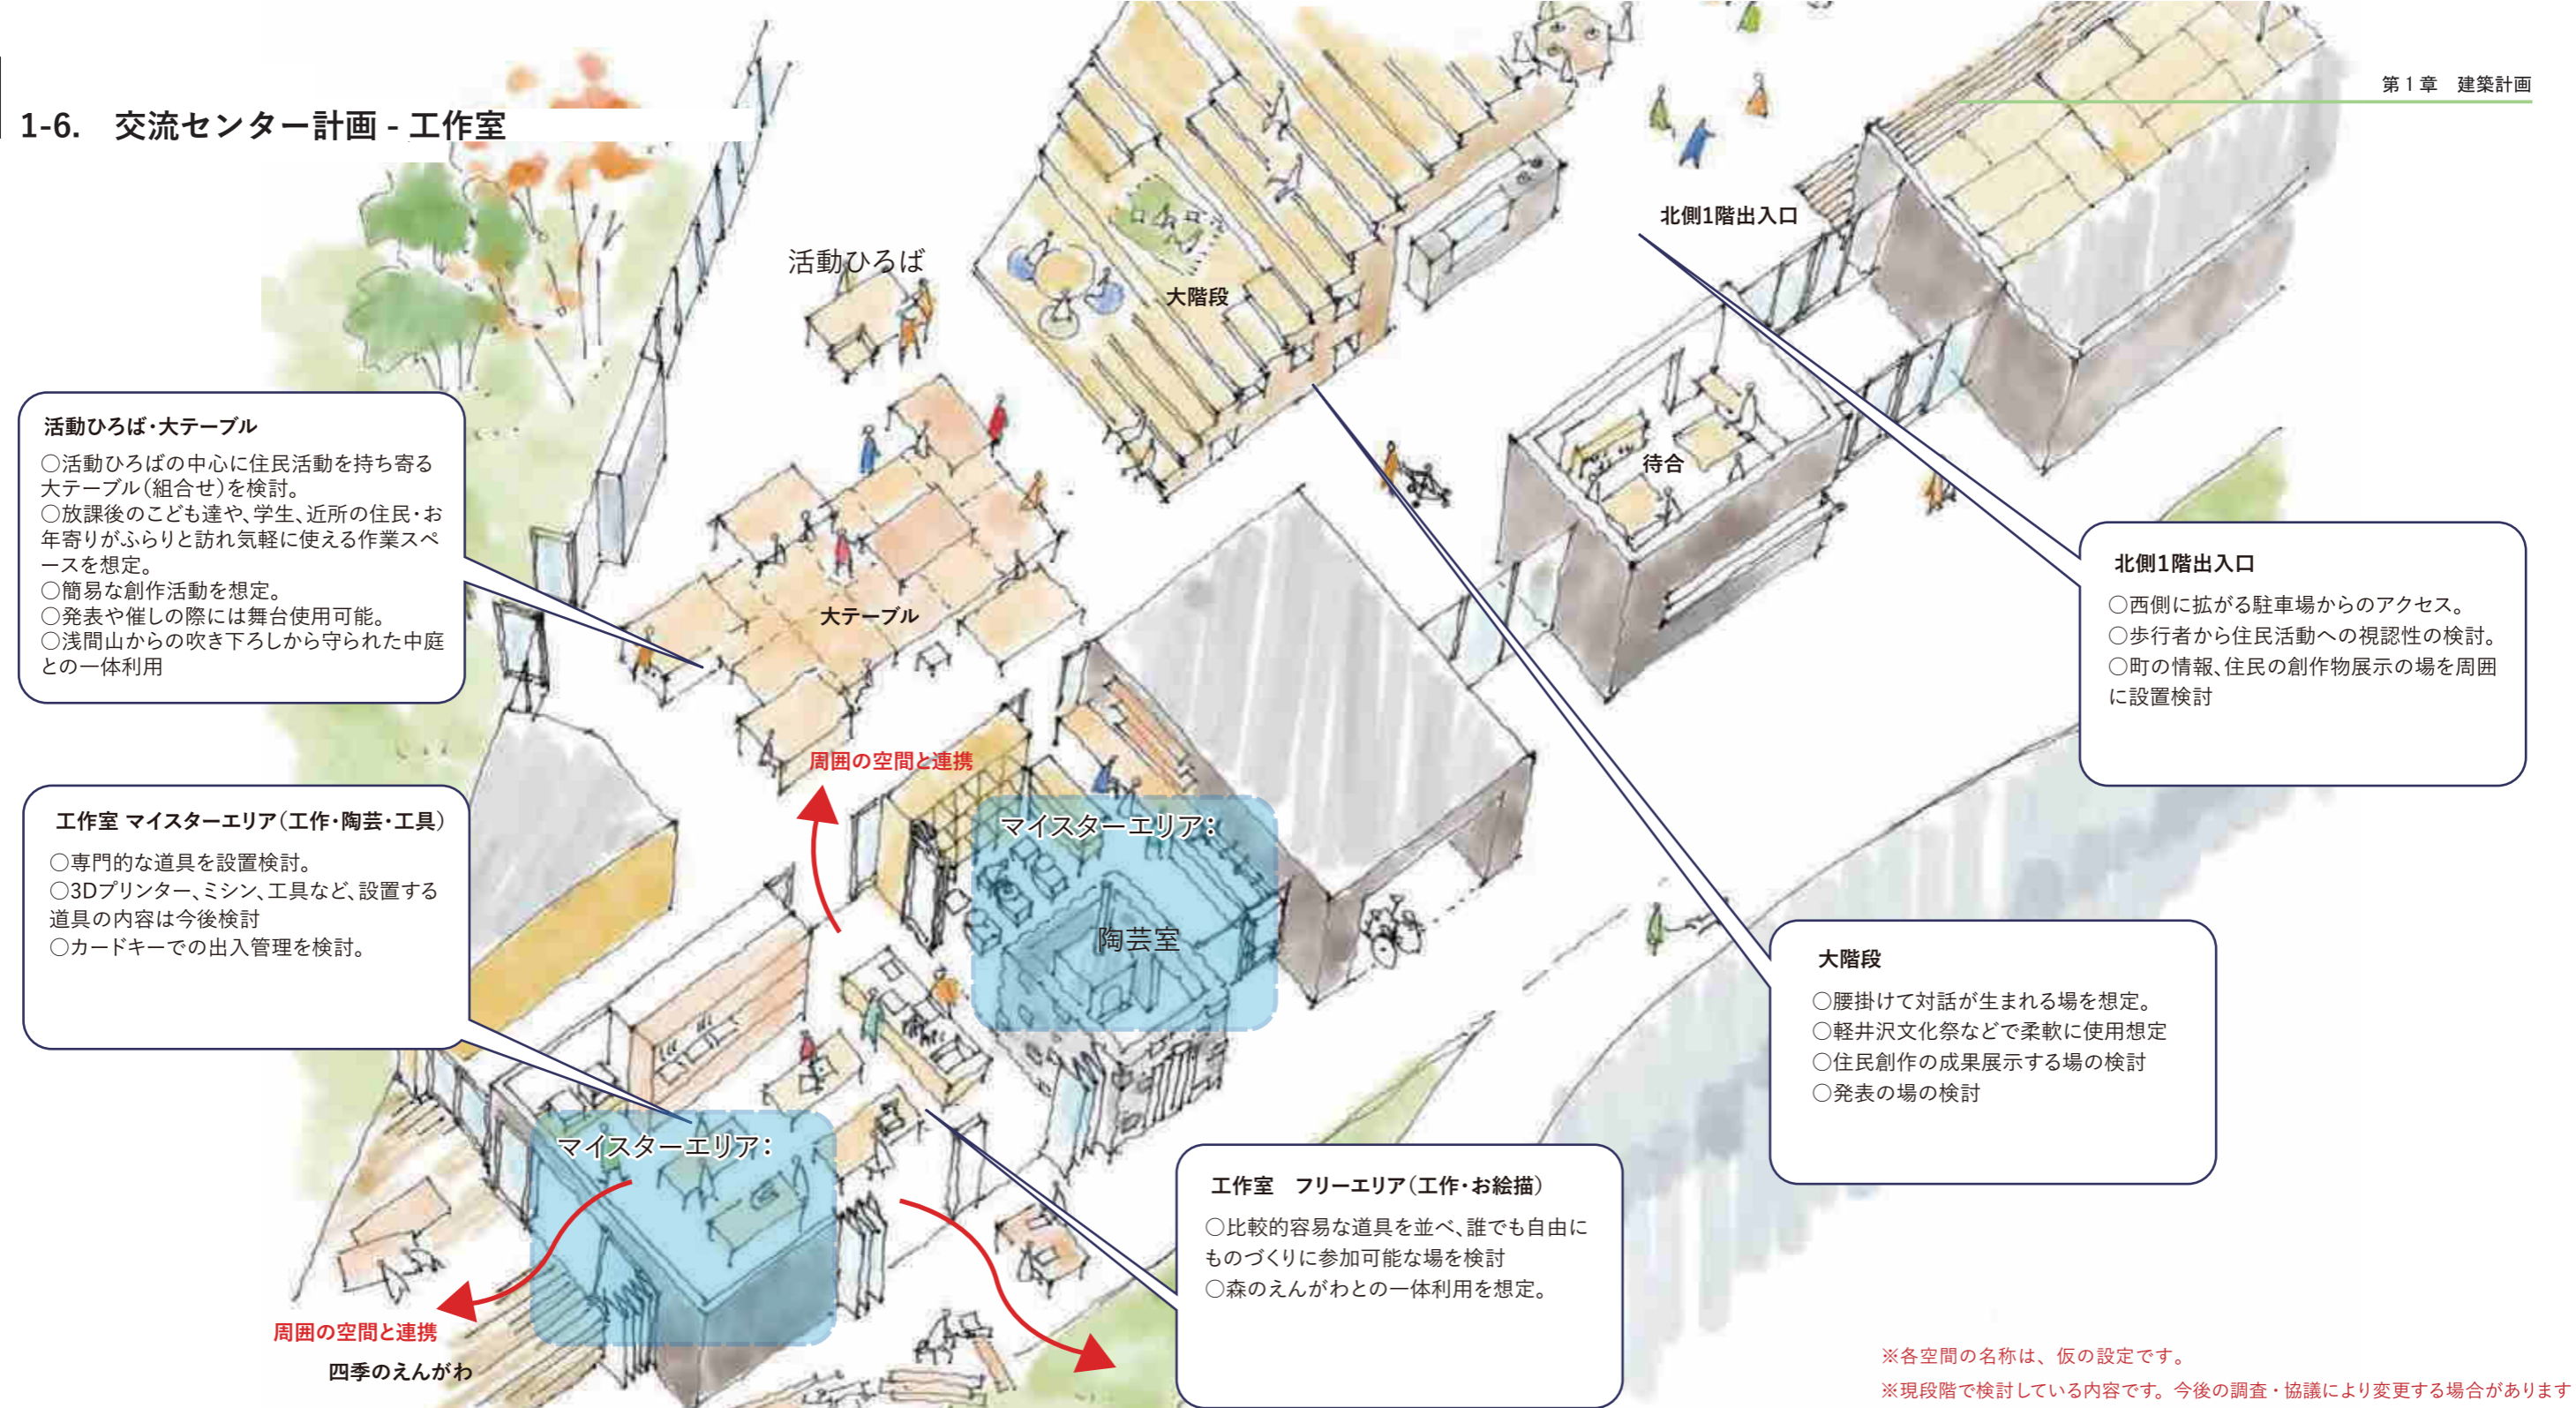 第1章　建築計画
1-6.　交流センター計画 - 工作室
北側1階出入口
活動ひろば
大階段
待合
大テーブル
活動ひろば・大テーブル
○活動ひろばの中心に住民活動を持ち寄る
大テーブル(組合せ)を検討。
○放課後のこども達や、学生、近所の住民・お
年寄りがふらりと訪れ気軽に使える作業スペ
ースを想定。
○簡易な創作活動を想定。
○発表や催しの際には舞台使用可能。
○浅間山からの吹き下ろしから守られた中庭
との一体利用
北側1階出入口
○西側に拡がる駐車場からのアクセス。
○歩行者から住民活動への視認性の検討。
○町の情報、住民の創作物展示の場を周囲
に設置検討
周囲の空間と連携
工作室 マイスターエリア(工作・陶芸・工具)
○専門的な道具を設置検討。
○3Dプリンター、ミシン、工具など、設置する
道具の内容は今後検討
○カードキーでの出入管理を検討。
マイスターエリア：
陶芸室
大階段
○腰掛けて対話が生まれる場を想定。
○軽井沢文化祭などで柔軟に使用想定
○住民創作の成果展示する場の検討
○発表の場の検討
マイスターエリア：
工作室　フリーエリア(工作・お絵描)
○比較的容易な道具を並べ、誰でも自由に
ものづくりに参加可能な場を検討
○森のえんがわとの一体利用を想定。
周囲の空間と連携
四季のえんがわ
※各空間の名称は、仮の設定です。
※現段階で検討している内容です。今後の調査・協議により変更する場合があります